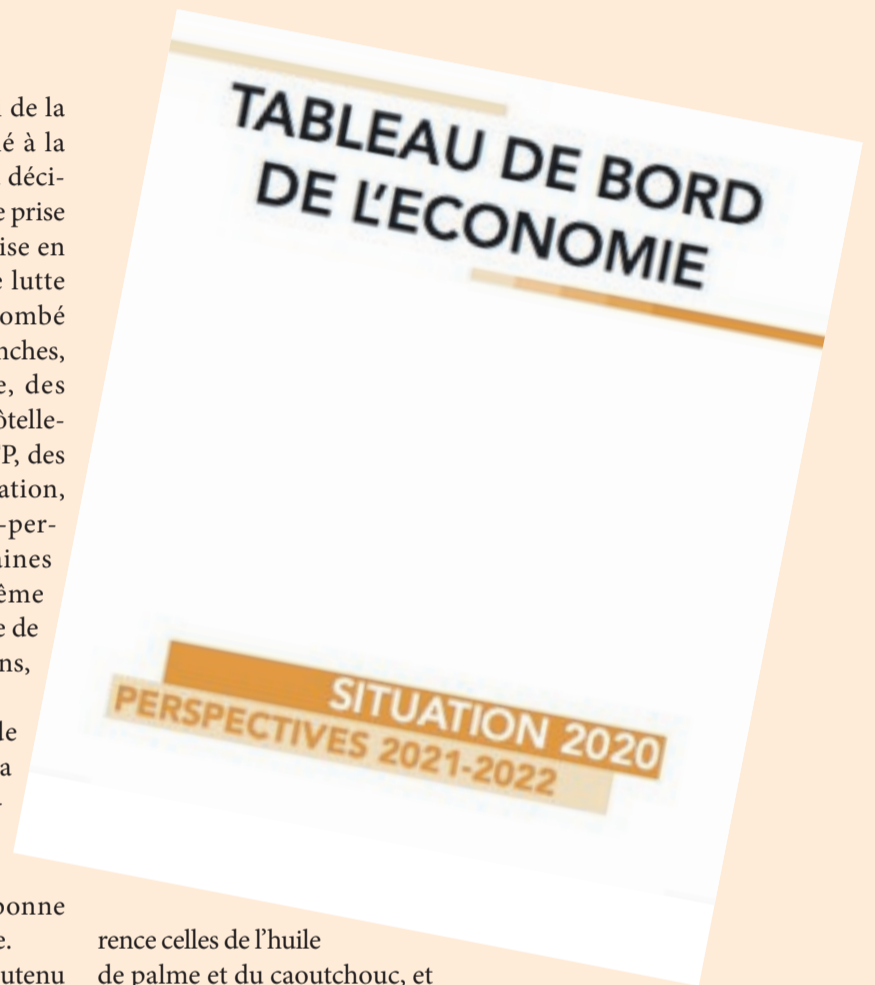 de la
é à la
déci-
e prise
ise en
e lutte
ombé
nches,
e, des
ôtelle-
P, des
ation,
-per-
aines
ême
e de
ns,
le
a
-
bonne
e.
utenu
TABLEAU DE BORD
DE L'ECONOMIE
SITUATION 2020
PERSPECTIVES 2021-2022
rence celles de l'huile
de palme et du caoutchouc, et